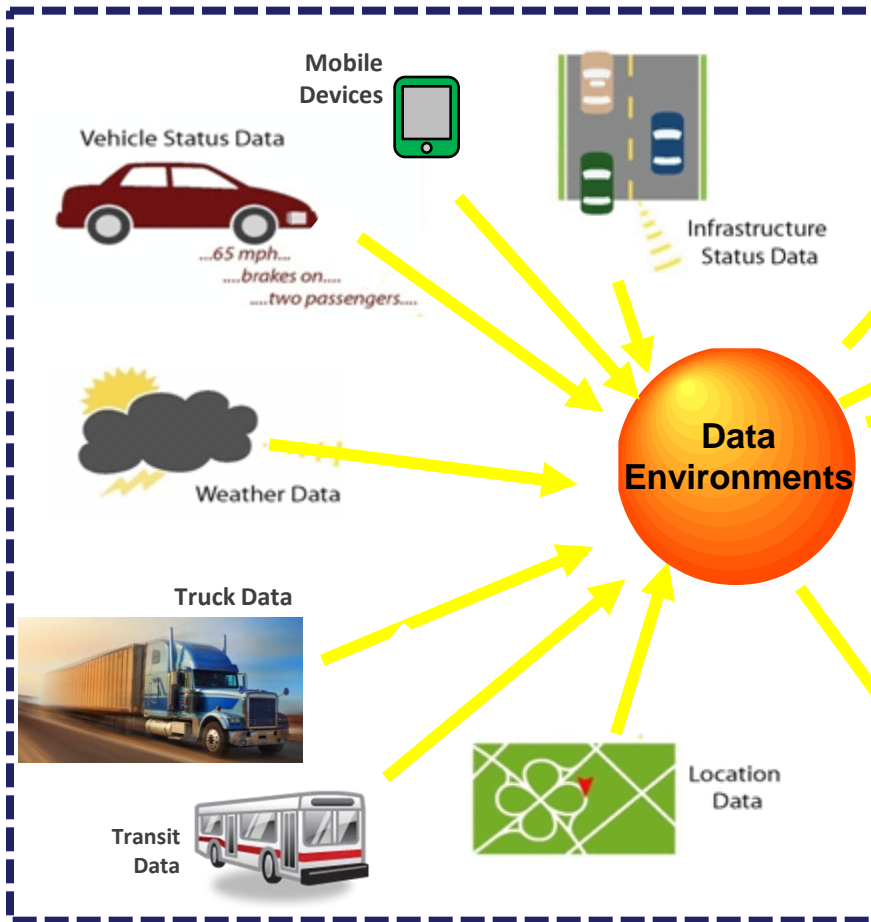 Mobile
Devices
Vehicle Status Data
...65 mph...
....brakes on....
....two passengers....
Infrastructure
Status Data
Data
Environments
Weather Data
Truck Data
Location
Data
Transit
Data